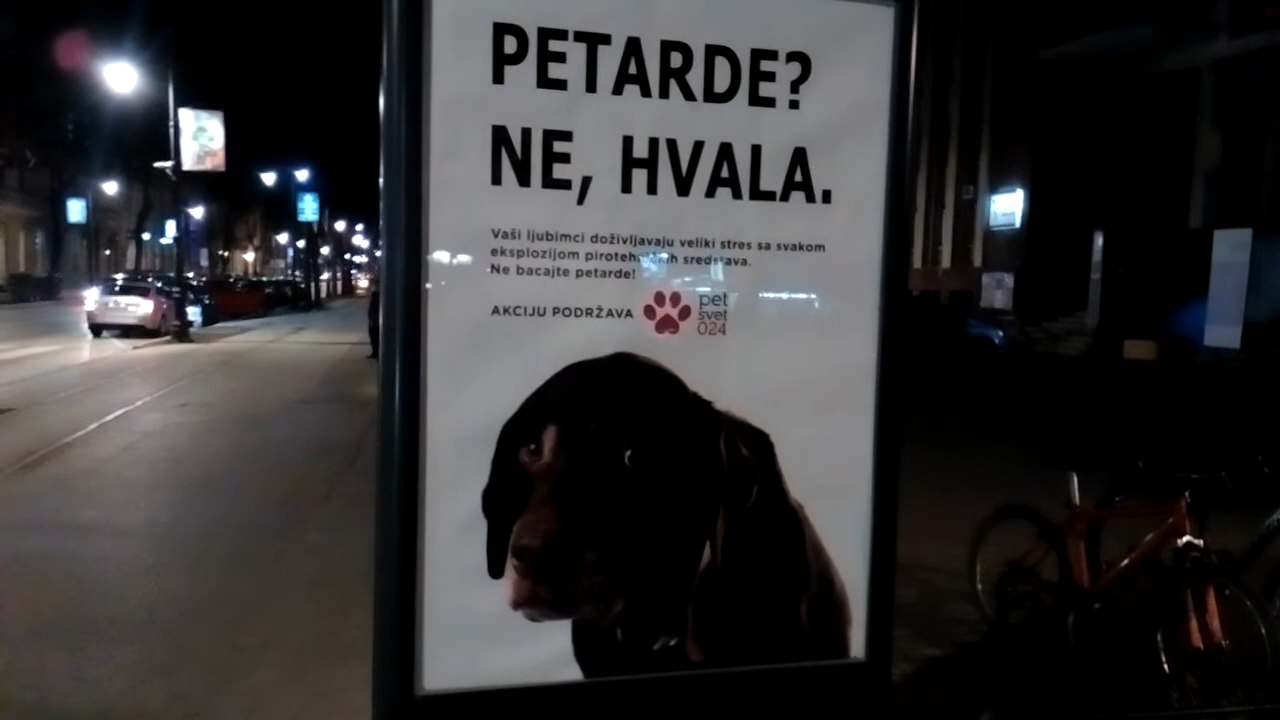 PETARDE?
NE, HVALA.
Vaši ljubimci doživljavaju veliki stres sa svakom
eksplozijom pirotehničkih sredstava.
Ne bacajte petarde!
AKCIJU PODRŽAVA
pet
svet
024